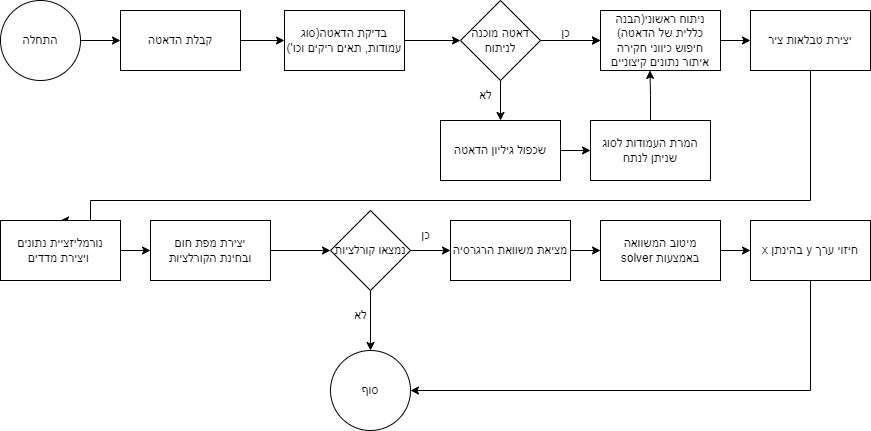 התחלה
קבלת הדאטה
בדיקת הדאטה(סוג
עמודות, תאים ריקים וכו')
דאטה מוכנה
לניתוח
כן
ניתוח ראשוני(הבנה
כללית של הדאטה)
חיפוש כיווני חקירה
איתור נתונים קיצוניים
יצירת טבלאות ציר
לא
שכפול גיליון הדאטה
המרת העמודות לסוג
שניתן לנתח
נורמליזציית נתונים
ויצירת מדדים
יצירת מפת חום
ובחינת הקורלציות
נמצאו קורלציות
כן
מציאת משוואת הרגרסיה
מיטוב המשוואה
באמצעות solver
חיזוי ערך y בהינתן x
לא
סוף